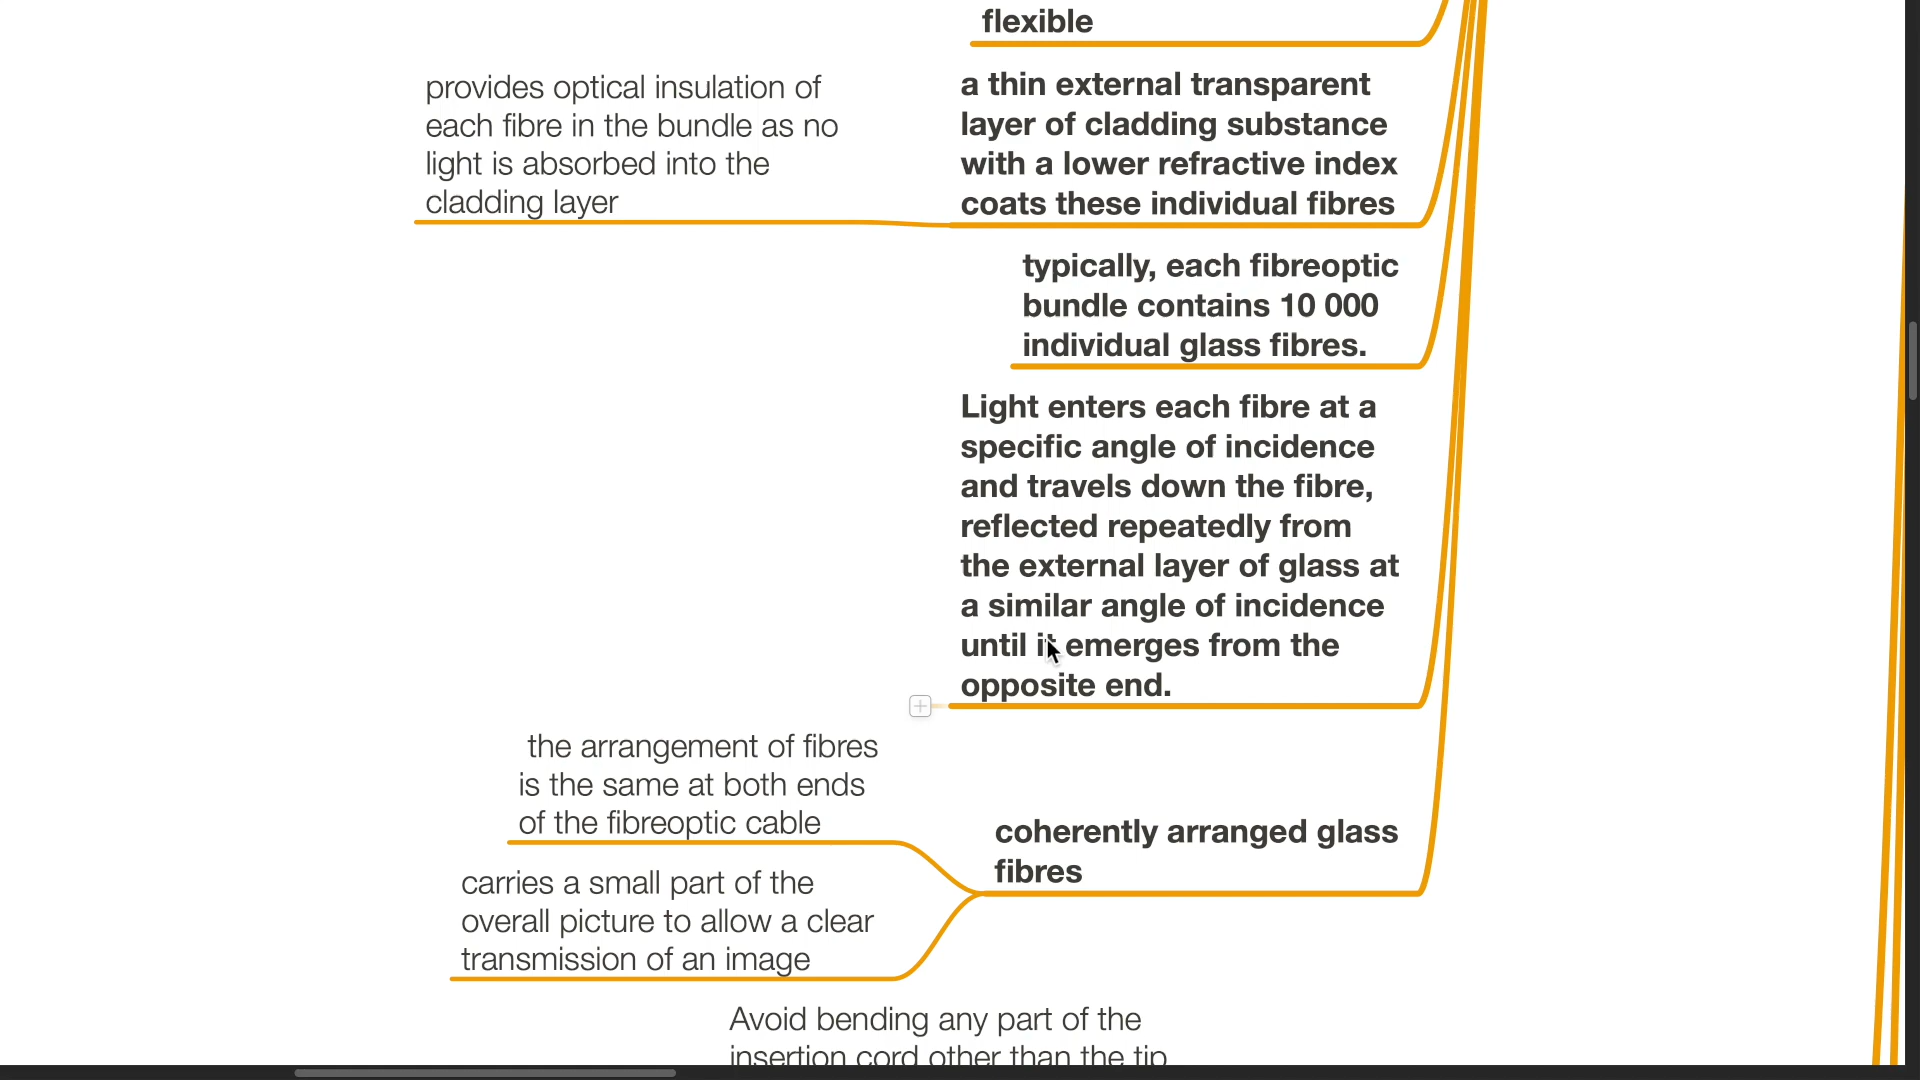 flexible
provides optical insulation of
each fibre in the bundle as no
light is absorbed into the
cladding layer
a thin external transparent
layer of cladding substance
with a lower refractive index
coats these individual fibres
typically, each fibreoptic
bundle contains 10 000
individual glass fibres.
Light enters each fibre at a
specific angle of incidence
and travels down the fibre,
reflected repeatedly from
the external layer of glass at
a similar angle of incidence
until it emerges from the
opposite end.
the arrangement of fibres
is the same at both ends
of the fibreoptic cable
coherently arranged glass
fibres
carries a small part of the
overall picture to allow a clear
transmission of an image
Avoid bending any part of the
insertion cord other than the tip